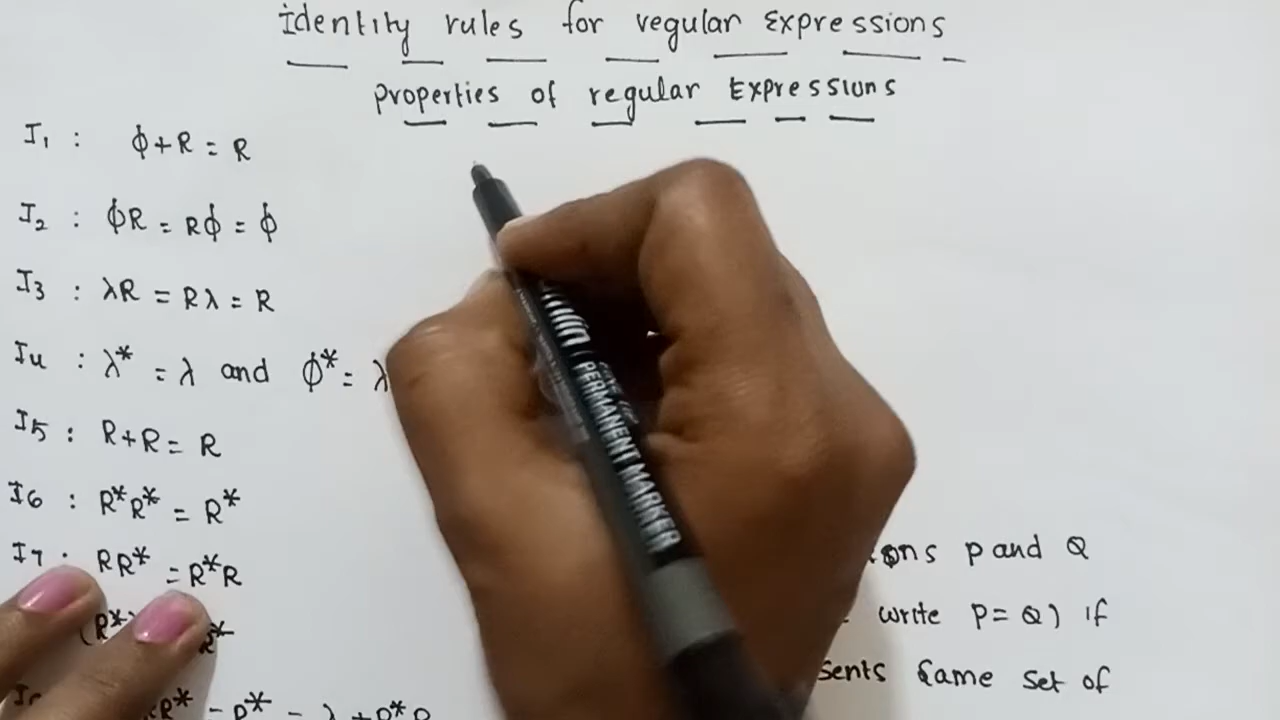 Identity rules for regular Expressions
properties of regular Expressions
I1 : ϕ+R = R
I2 : ϕR = Rϕ = ϕ
I3 : λR = Rλ = R
I4 : λ* = λ and ϕ* = λ
I5 : R+R = R
I6 : R*R* = R*
I7 : RR* = R*R
(R*
R* = R* = λ + R*R
PERMANENT MARKER
ons p and Q
write p = Q) if
sents same set of